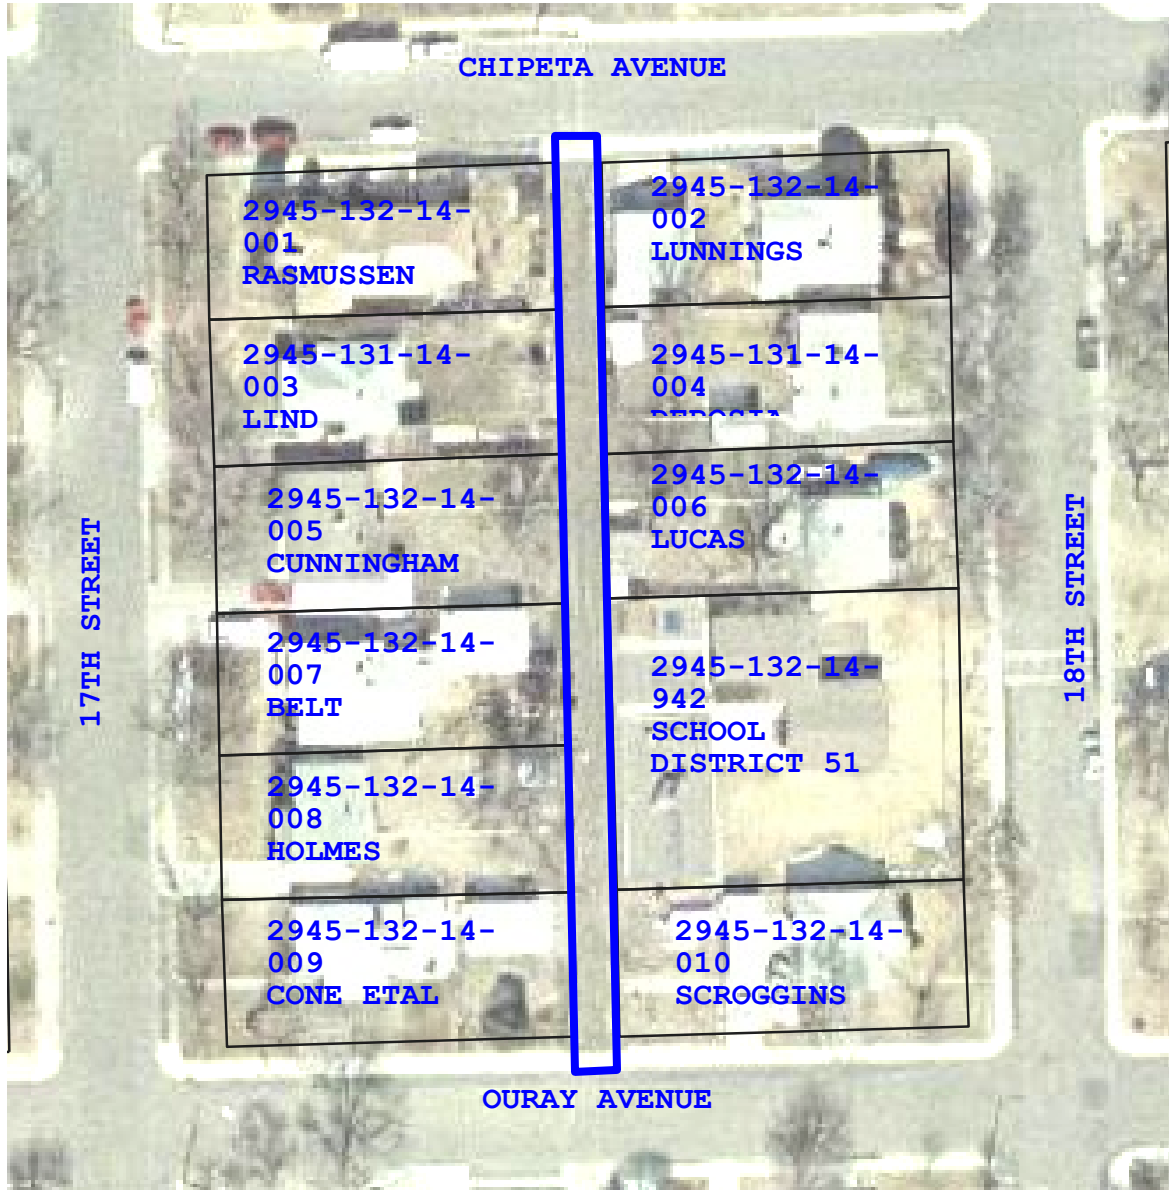 CHIPETA AVENUE
2945-132-14-
001
RASMUSSEN
2945-132-14-
002
LUNNINGS
2945-131-14-
003
LIND
2945-131-14-
004
2945-132-14-
005
CUNNINGHAM
2945-132-14-
006
LUCAS
17TH STREET
18TH STREET
2945-132-14-
007
BELT
2945-132-14-
942
SCHOOL
DISTRICT 51
2945-132-14-
008
HOLMES
2945-132-14-
009
CONE ETAL
2945-132-14-
010
SCROGGINS
OURAY AVENUE